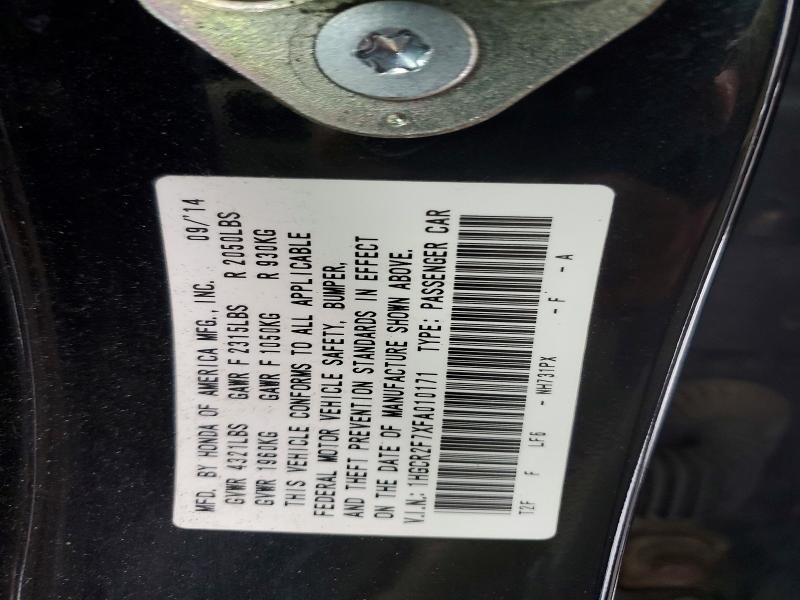 MFD. BY HONDA OF AMERICA MFG., INC. 09/'14
GVWR 4321LBS GAWR F 2315LBS R 2050LBS
GVWR 1960KG GAWR F 1051KG R 930KG
THIS VEHICLE CONFORMS TO ALL APPLICABLE
FEDERAL MOTOR VEHICLE SAFETY, BUMPER,
AND THEFT PREVENTION STANDARDS IN EFFECT
ON THE DATE OF MANUFACTURE SHOWN ABOVE.
V.I.N.: 1HGCR2F7XFA010171 TYPE: PASSENGER CAR
T2F F LF6 - NH731PX - F - A